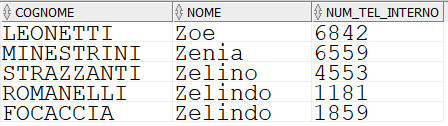 COGNOME NOME NUM_TEL_INTERNO
LEONETTI Zoe 6842
MINESTRINI Zenia 6559
STRAZZANTI Zelino 4553
ROMANELLI Zelindo 1181
FOCACCIA Zelindo 1859